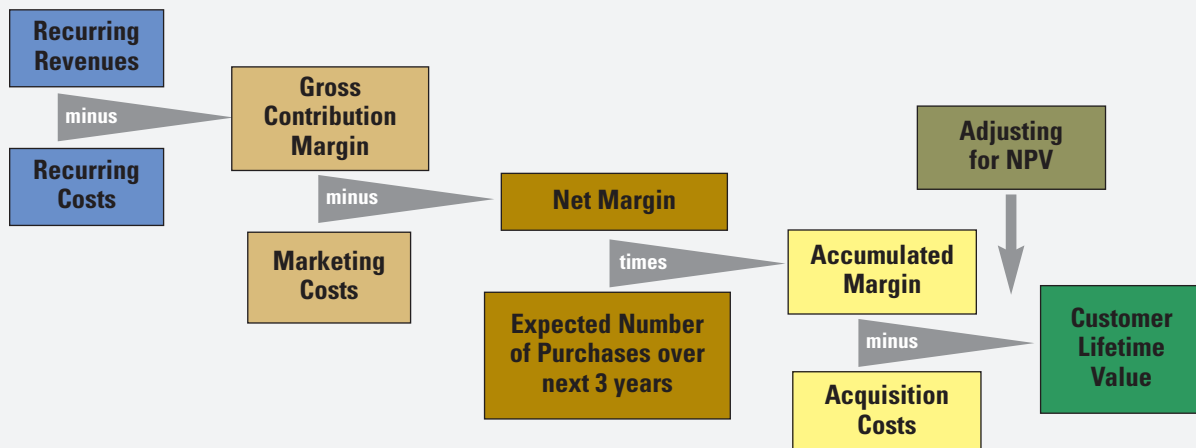 Recurring
Revenues
minus
Recurring
Costs
Gross
Contribution
Margin
minus
Marketing
Costs
Net Margin
times
Expected Number
of Purchases over
next 3 years
Accumulated
Margin
minus
Acquisition
Costs
Adjusting
for NPV
Customer
Lifetime
Value